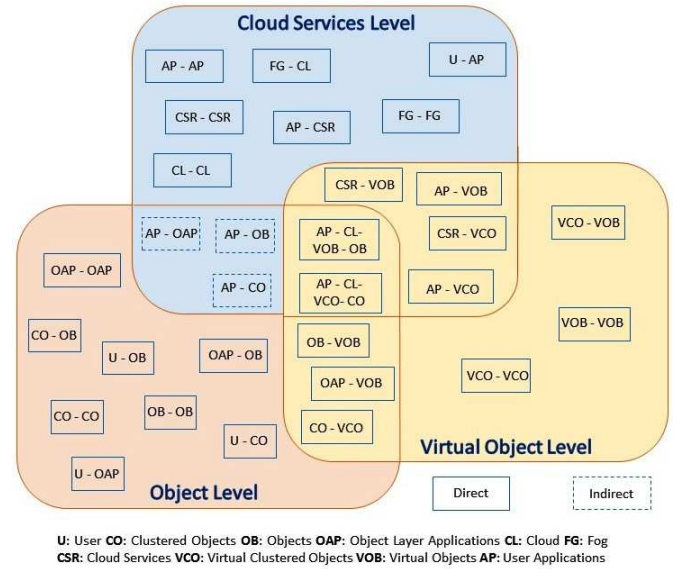 Cloud Services Level
AP - AP
FG - CL
U - AP
CSR - CSR
AP - CSR
FG - FG
CL - CL
CSR - VOB
AP - VOB
AP - OAP
AP - OB
AP - CL-
VOB - OB
CSR - VCO
VCO - VOB
OAP - OAP
AP - CO
AP - CL-
VCO- CO
AP - VCO
CO - OB
U - OB
OAP - OB
OB - VOB
VOB - VOB
OAP - VOB
VCO - VCO
CO - CO
OB - OB
U - CO
CO - VCO
Virtual Object Level
U - OAP
Object Level
Direct
Indirect
U: User CO: Clustered Objects OB: Objects OAP: Object Layer Applications CL: Cloud FG: Fog
CSR: Cloud Services VCO: Virtual Clustered Objects VOB: Virtual Objects AP: User Applications